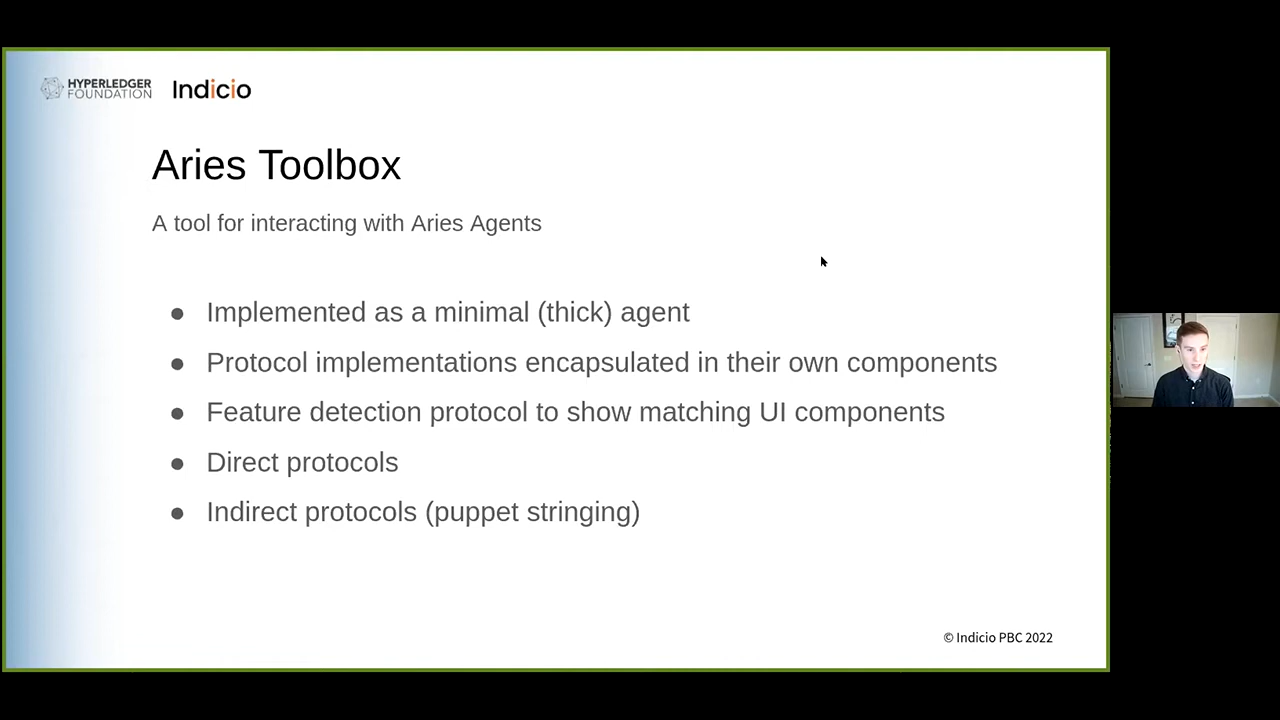 HYPERLEDGER
FOUNDATION
Indicio
Aries Toolbox
A tool for interacting with Aries Agents
● Implemented as a minimal (thick) agent
● Protocol implementations encapsulated in their own components
● Feature detection protocol to show matching UI components
● Direct protocols
● Indirect protocols (puppet stringing)
© Indicio PBC 2022